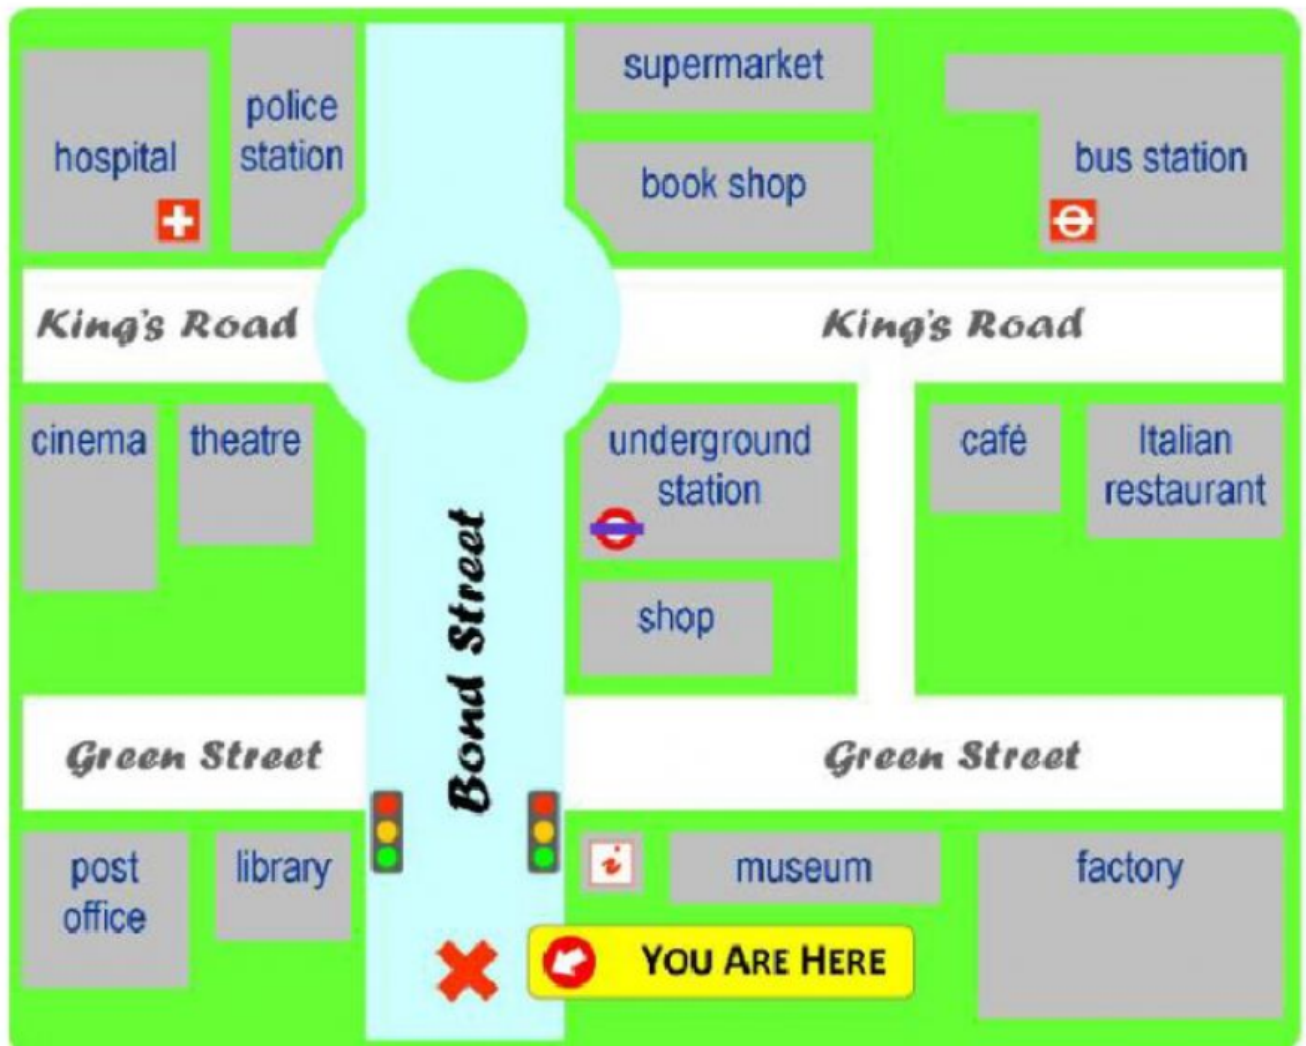 supermarket
police
station
hospital
book shop
bus station
King's Road
King's Road
cinema
theatre
underground
station
café
Italian
restaurant
shop
Bond Street
Green Street
Green Street
post
office
library
i
museum
factory
YOU ARE HERE